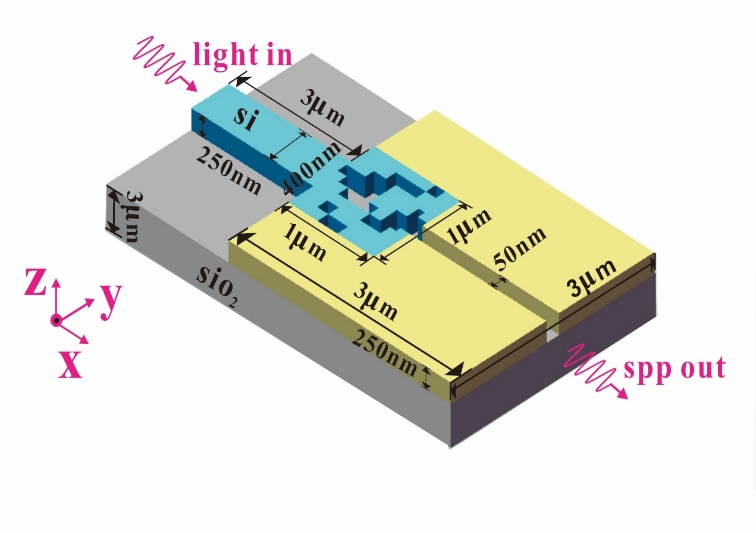 light in
3μm
si
250nm
400nm
3μm
1μm
1μm
50nm
3μm
3μm
250nm
sio₂
z
y
x
spp out